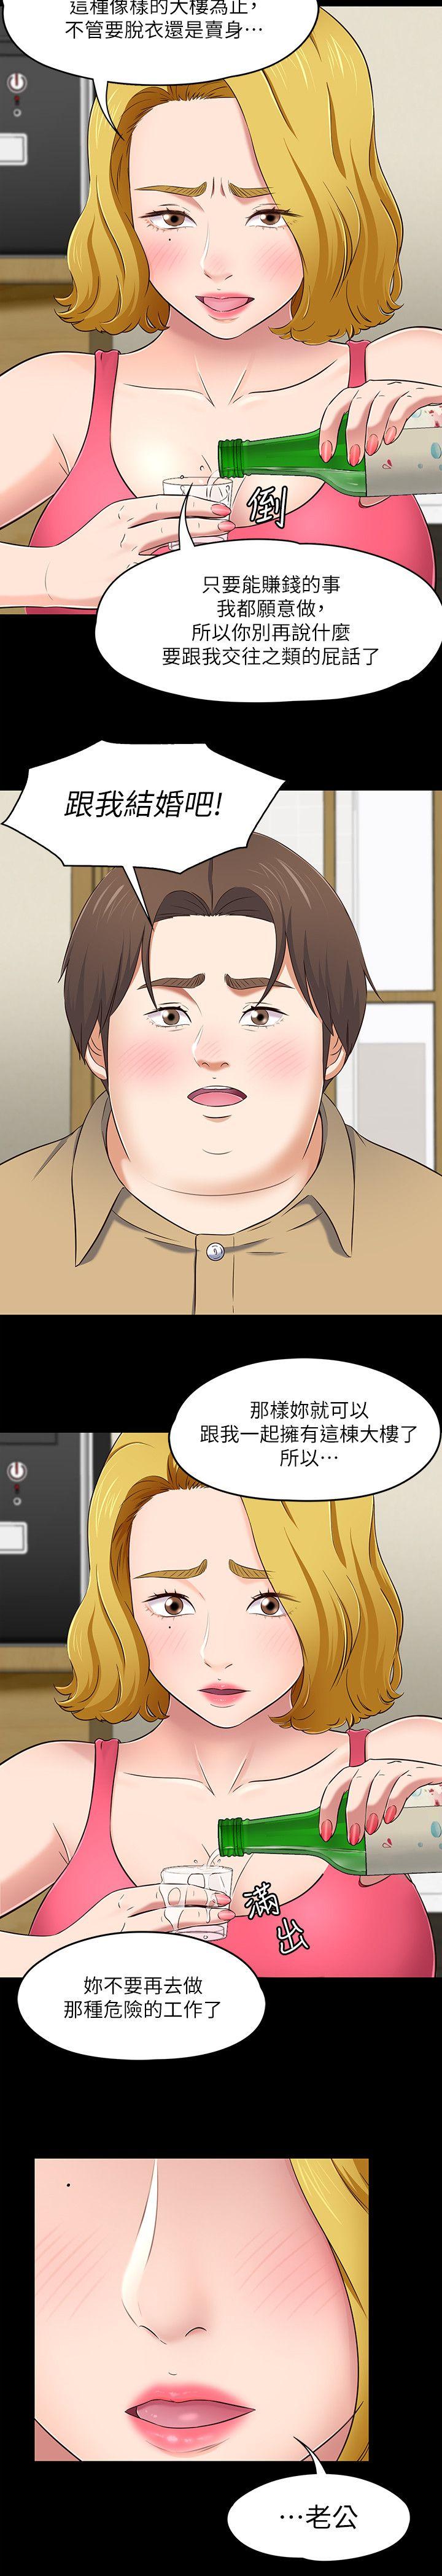 這種像樣的大樓為止，
不管要脫衣還是賣身⋯
倒
只要能賺錢的事
我都願意做，
所以你別再說什麼
要跟我交往之類的屁話了
跟我結婚吧!
那樣妳就可以
跟我一起擁有這棟大樓了
所以⋯
滿出
妳不要再去做
那種危險的工作了
⋯老公